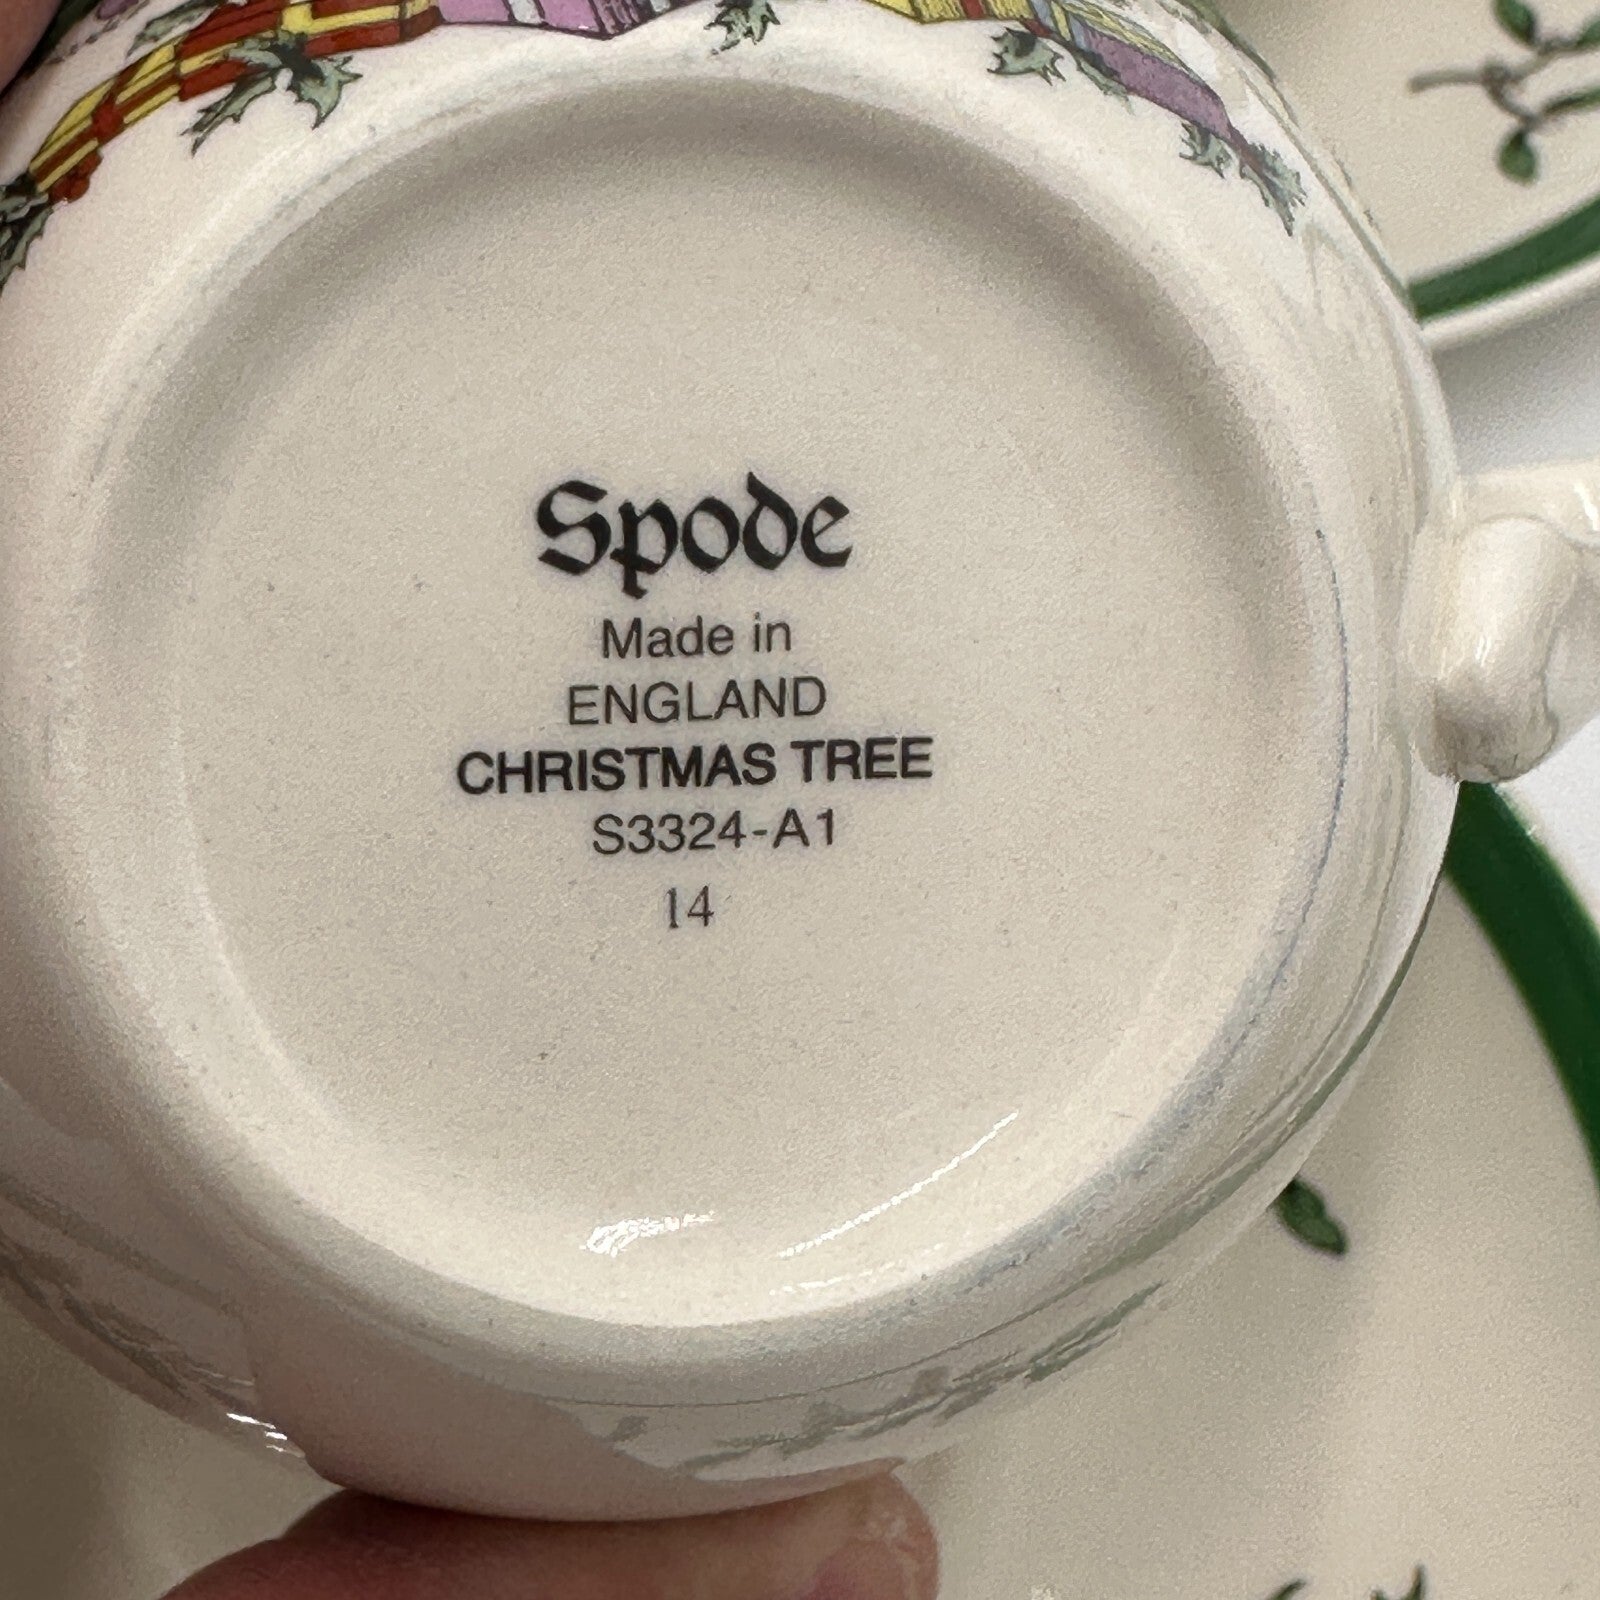 Spode
Made in
ENGLAND
CHRISTMAS TREE
S3324-A1
14